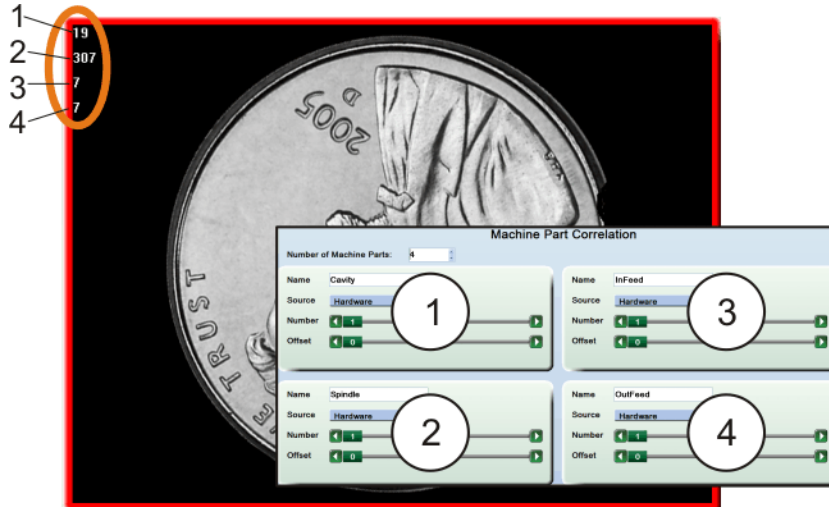 1 19
2 307
3 7
4 7
2005
D
WE TRUST
Machine Part Correlation
Number of Machine Parts: 4
Name Cavity
Source Hardware
Number 1
Offset 0
1
Name InFeed
Source Hardware
Number 1
Offset 0
3
Name Spindle
Source Hardware
Number 1
Offset 0
2
Name OutFeed
Source Hardware
Number 1
Offset 0
4